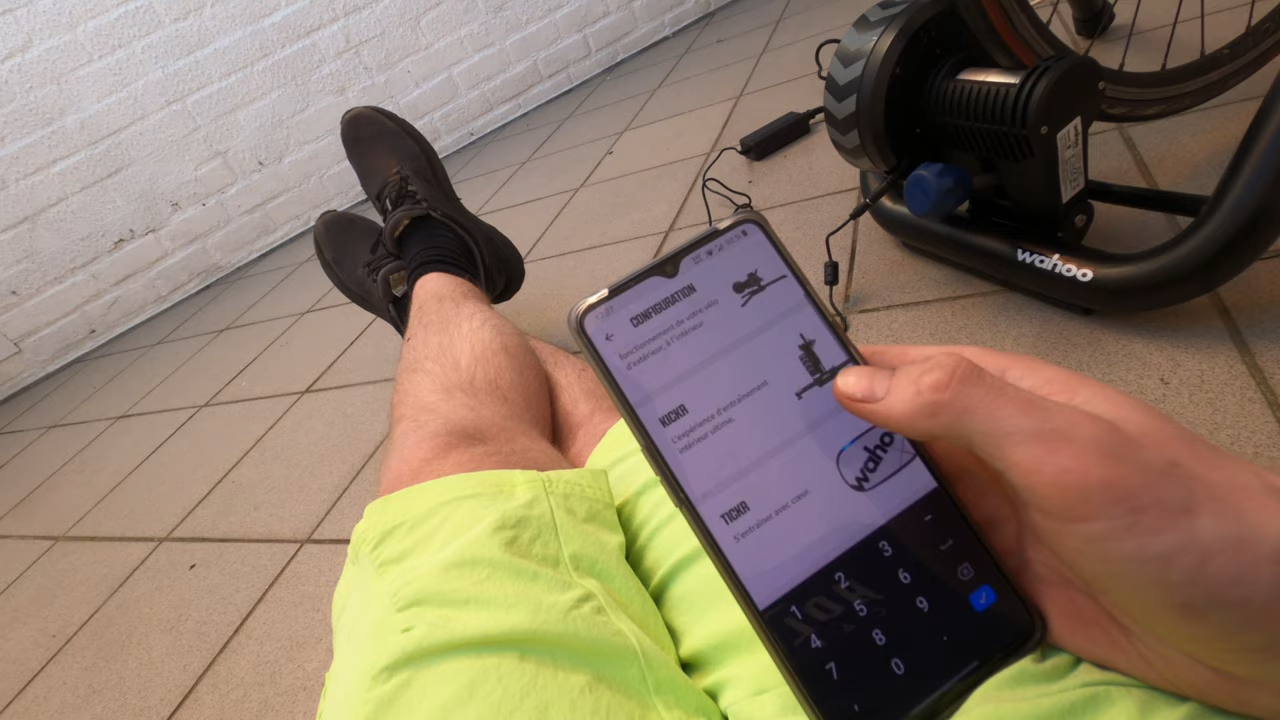 CONFIGURATION
fonctionnement de votre vélo
d'extérieur, à l'intérieur
KICKR
L'expérience d'entraînement
intérieur ultime.
wahoo
TICKR
S'entraîner avec cœur.
1 2 3 -
4 5 6
7 8 9
, 0 .
wahoo